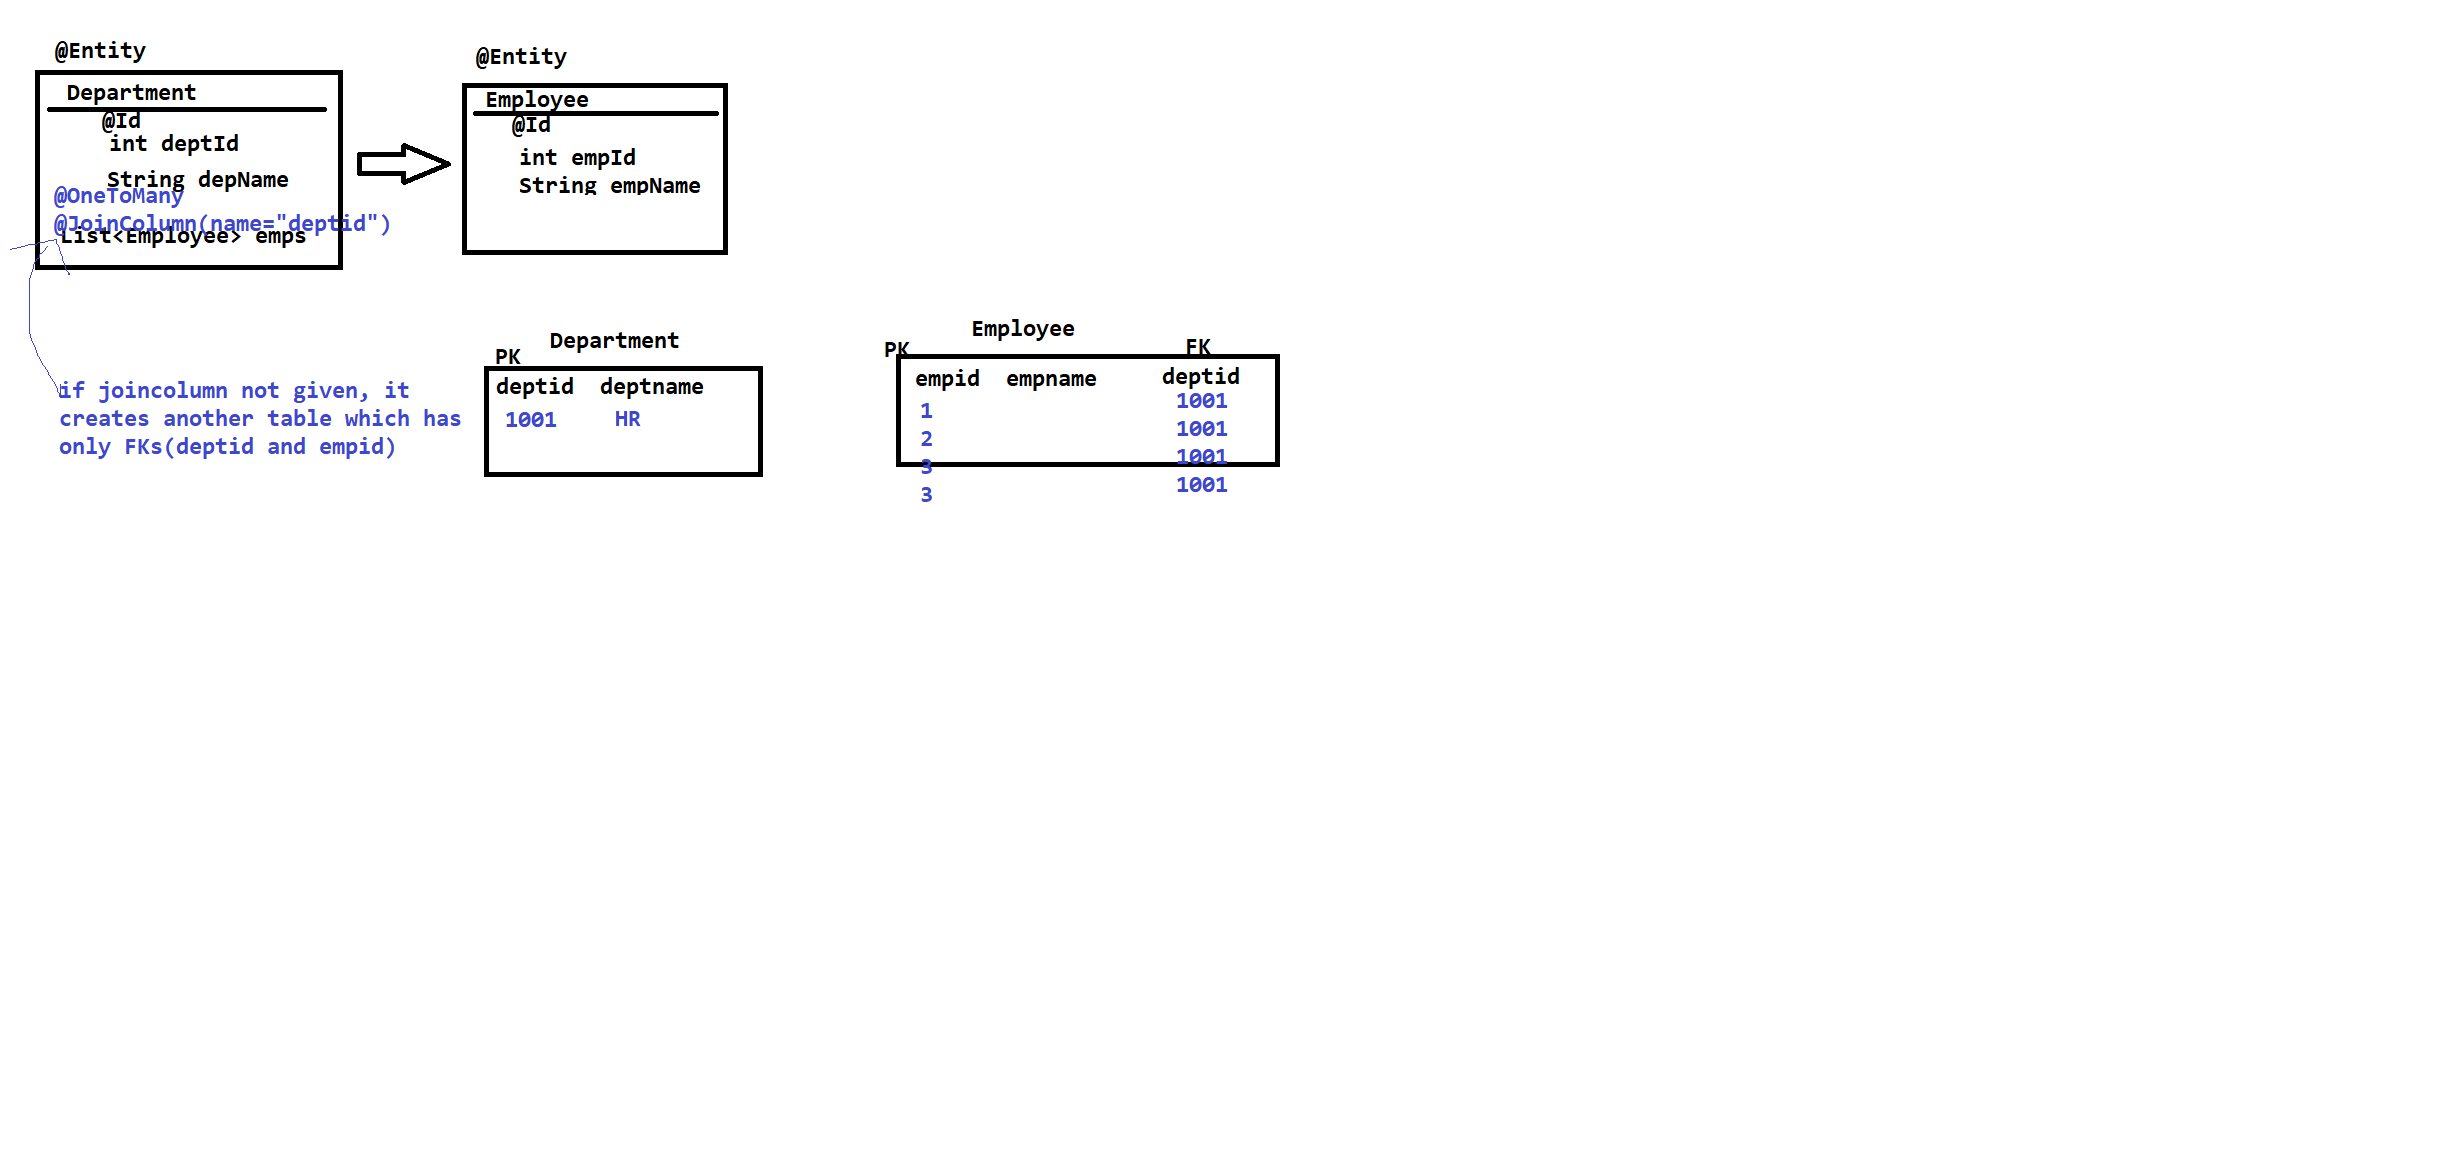 @Entity
Department
@Id
int deptId
String depName
@OneToMany
@JoinColumn(name="deptid")
List<Employee> emps
@Entity
Employee
@Id
int empId
String empName
if joincolumn not given, it
creates another table which has
only FKs(deptid and empid)
Department
PK
deptid deptname
1001 HR
Employee
PK FK
empid empname deptid
1 1001
2 1001
3 1001
3 1001